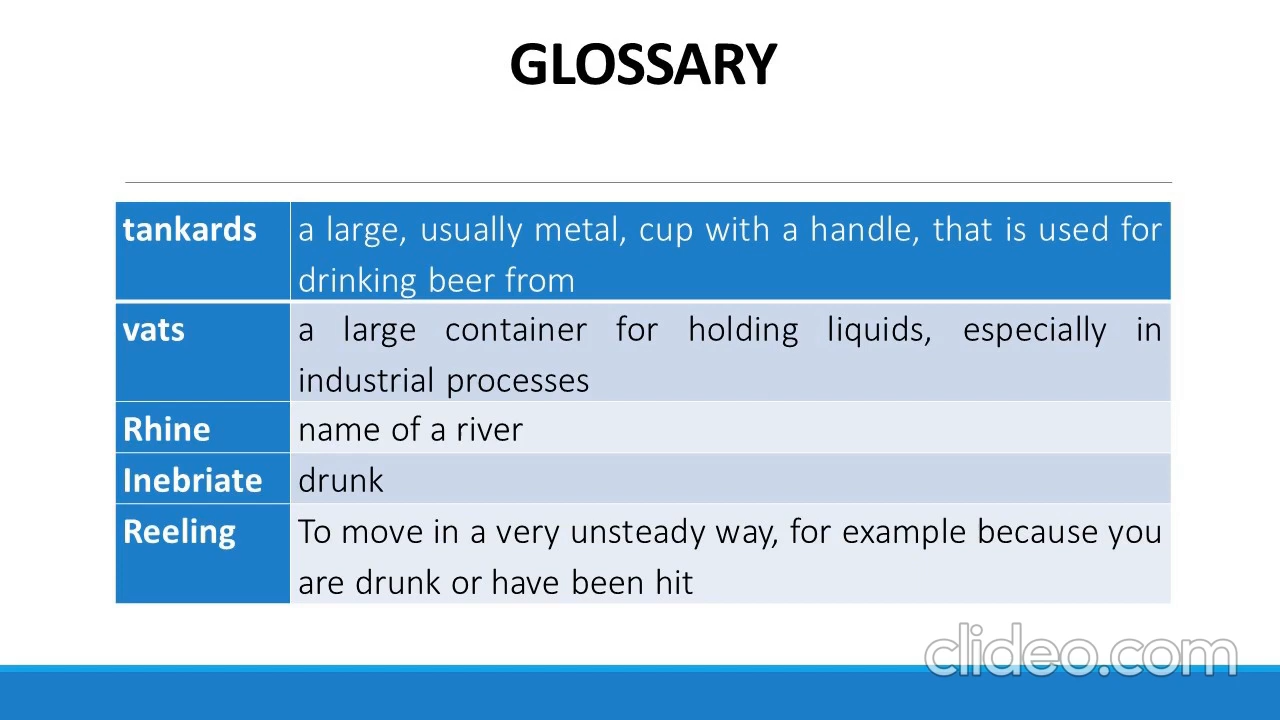 GLOSSARY
tankards
a large, usually metal, cup with a handle, that is used for
drinking beer from
vats
a large container for holding liquids, especially in
industrial processes
Rhine
name of a river
Inebriate
drunk
Reeling
To move in a very unsteady way, for example because you
are drunk or have been hit
clideo.com